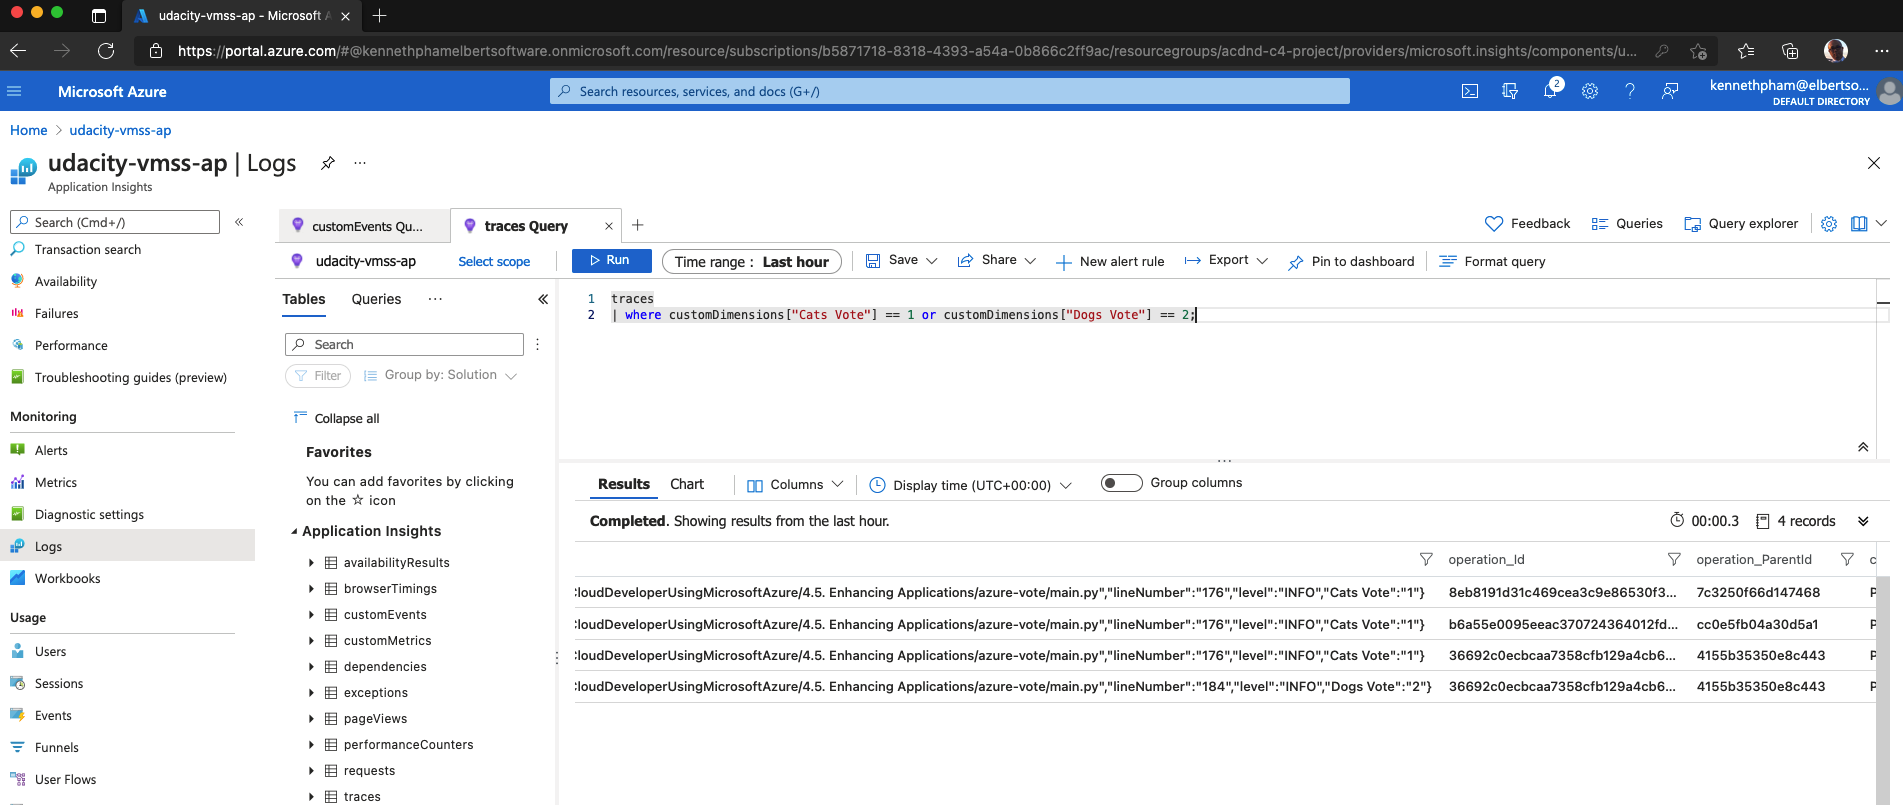 udacity-vmss-ap - Microsoft A
https://portal.azure.com/#@kennethphamelbertsoftware.onmicrosoft.com/resource/subscriptions/b5871718-8318-4393-a54a-0b866c2ff9ac/resourcegroups/acdnd-c4-project/providers/microsoft.insights/components/u...
Microsoft Azure
Search resources, services, and docs (G+/)
2
kennethpham@elbertso...
DEFAULT DIRECTORY
Home > udacity-vmss-ap
udacity-vmss-ap | Logs
Application Insights
Search (Cmd+/)
Transaction search
Availability
Failures
Performance
Troubleshooting guides (preview)
Monitoring
Alerts
Metrics
Diagnostic settings
Logs
Workbooks
Usage
Users
Sessions
Events
Funnels
User Flows
customEvents Qu...
traces Query
Feedback
Queries
Query explorer
udacity-vmss-ap
Select scope
Run
Time range : Last hour
Save
Share
New alert rule
Export
Pin to dashboard
Format query
Tables
Queries
Search
Filter
Group by: Solution
Collapse all
Favorites
You can add favorites by clicking
on the ☆ icon
Application Insights
availabilityResults
browserTimings
customEvents
customMetrics
dependencies
exceptions
pageViews
performanceCounters
requests
traces
1 traces
2 | where customDimensions["Cats Vote"] == 1 or customDimensions["Dogs Vote"] == 2;
Results
Chart
Columns
Display time (UTC+00:00)
Group columns
Completed. Showing results from the last hour.
00:00.3
4 records
operation_Id
operation_ParentId
c
CloudDeveloperUsingMicrosoftAzure/4.5. Enhancing Applications/azure-vote/main.py","lineNumber":"176","level":"INFO","Cats Vote":"1"} 8eb8191d31c469cea3c9e86530f3... 7c3250f66d147468 P
CloudDeveloperUsingMicrosoftAzure/4.5. Enhancing Applications/azure-vote/main.py","lineNumber":"176","level":"INFO","Cats Vote":"1"} b6a55e0095eeac370724364012fd... cc0e5fb04a30d5a1 P
CloudDeveloperUsingMicrosoftAzure/4.5. Enhancing Applications/azure-vote/main.py","lineNumber":"176","level":"INFO","Cats Vote":"1"} 36692c0ecbcaa7358cfb129a4cb6... 4155b35350e8c443 P
CloudDeveloperUsingMicrosoftAzure/4.5. Enhancing Applications/azure-vote/main.py","lineNumber":"184","level":"INFO","Dogs Vote":"2"} 36692c0ecbcaa7358cfb129a4cb6... 4155b35350e8c443 P